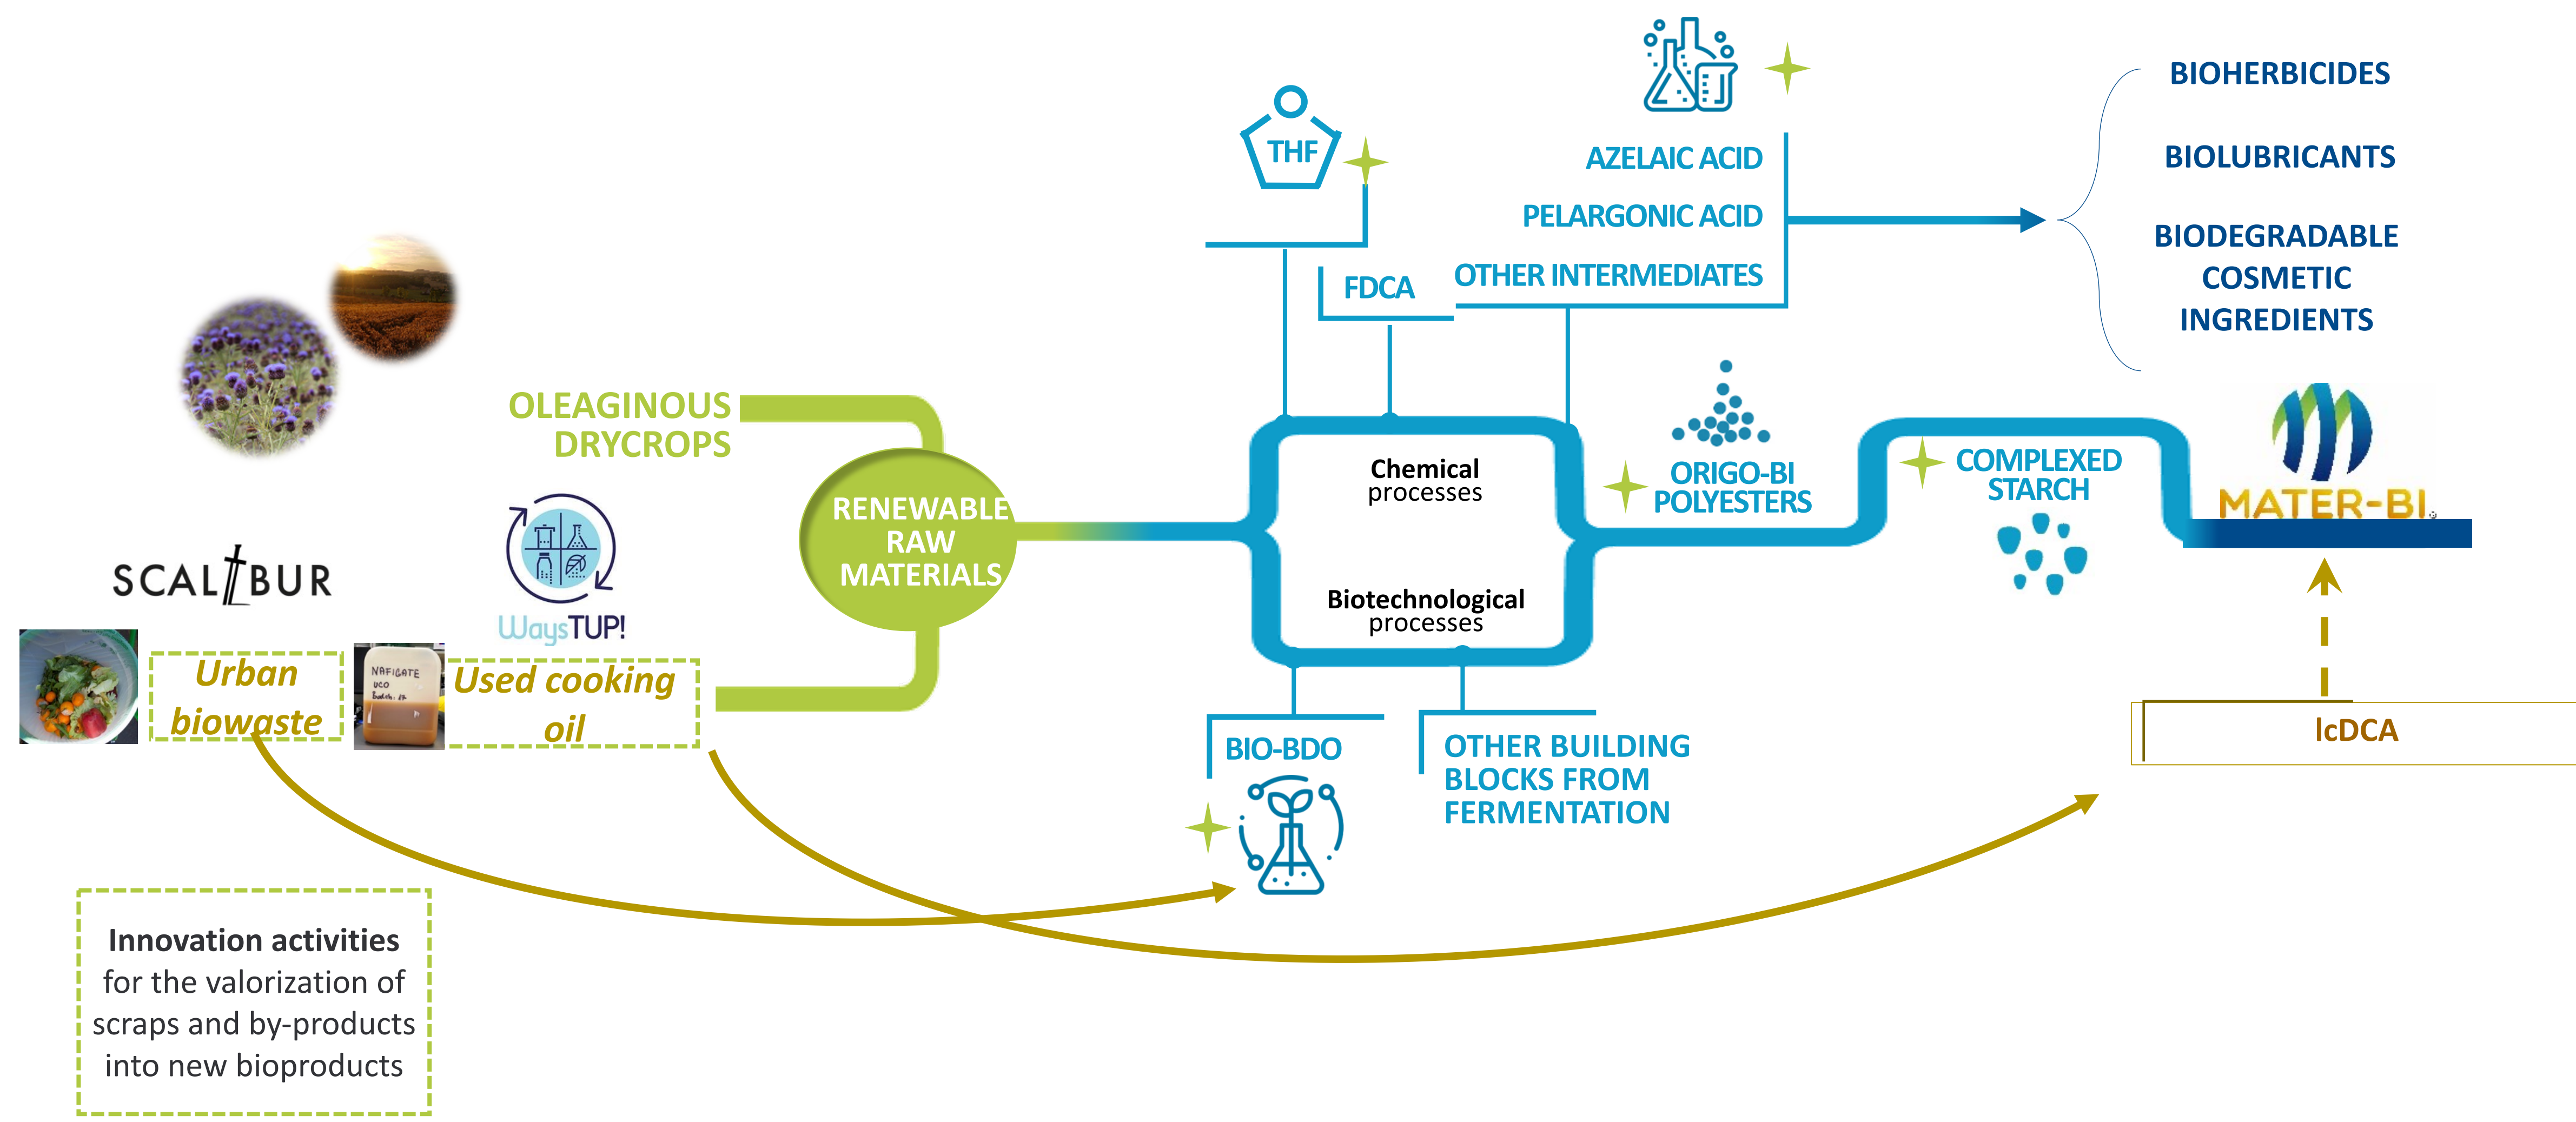 THF
AZELAIC ACID
PELARGONIC ACID
OTHER INTERMEDIATES
FDCA
BIOHERBICIDES
BIOLUBRICANTS
BIODEGRADABLE
COSMETIC
INGREDIENTS
OLEAGINOUS
DRYCROPS
RENEWABLE
RAW
MATERIALS
SCALIBUR
WaysTUP!
Urban
biowaste
NAFIGATE
UCO
Used cooking
oil
Chemical
processes
Biotechnological
processes
ORIGO-BI
POLYESTERS
COMPLEXED
STARCH
MATER-BI
BIO-BDO
OTHER BUILDING
BLOCKS FROM
FERMENTATION
lcDCA
Innovation activities
for the valorization of
scraps and by-products
into new bioproducts